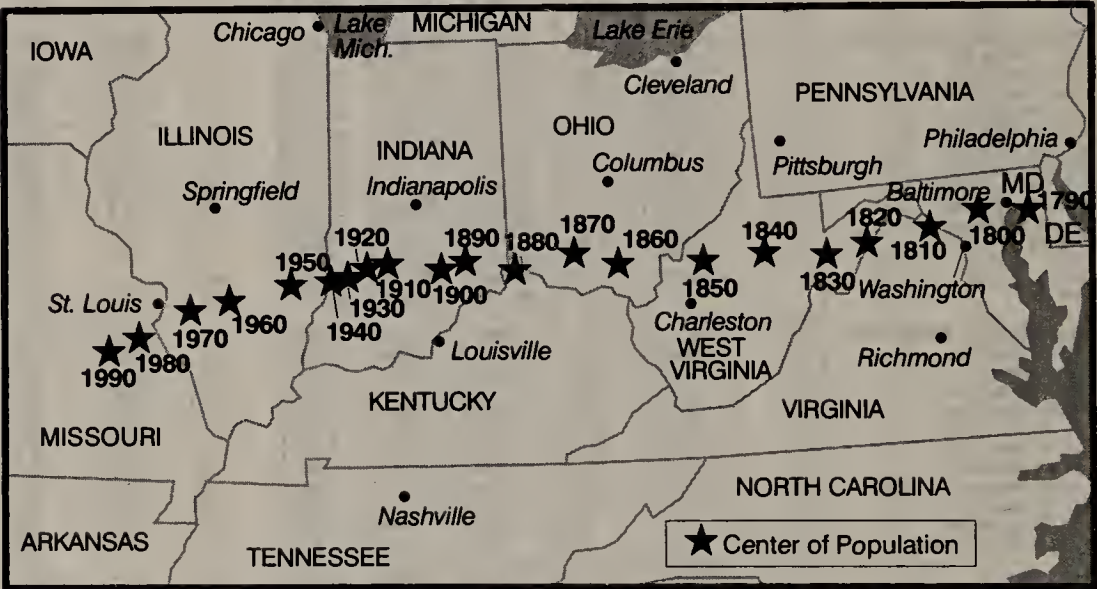 MICHIGAN
Chicago
Lake
Mich.
Lake Erie
IOWA
Cleveland
PENNSYLVANIA
ILLINOIS
OHIO
INDIANA
Columbus
Pittsburgh
Philadelphia
Springfield
Indianapolis
Baltimore
MD
1790
1820
1810
1800
DE
1920
1890
1880
1870
1860
1840
1950
1910
1900
1850
1830
Washington
St. Louis
1930
1970
1960
1940
Charleston
1980
1990
Louisville
WEST
VIRGINIA
Richmond
KENTUCKY
VIRGINIA
MISSOURI
NORTH CAROLINA
Nashville
ARKANSAS
TENNESSEE
Center of Population